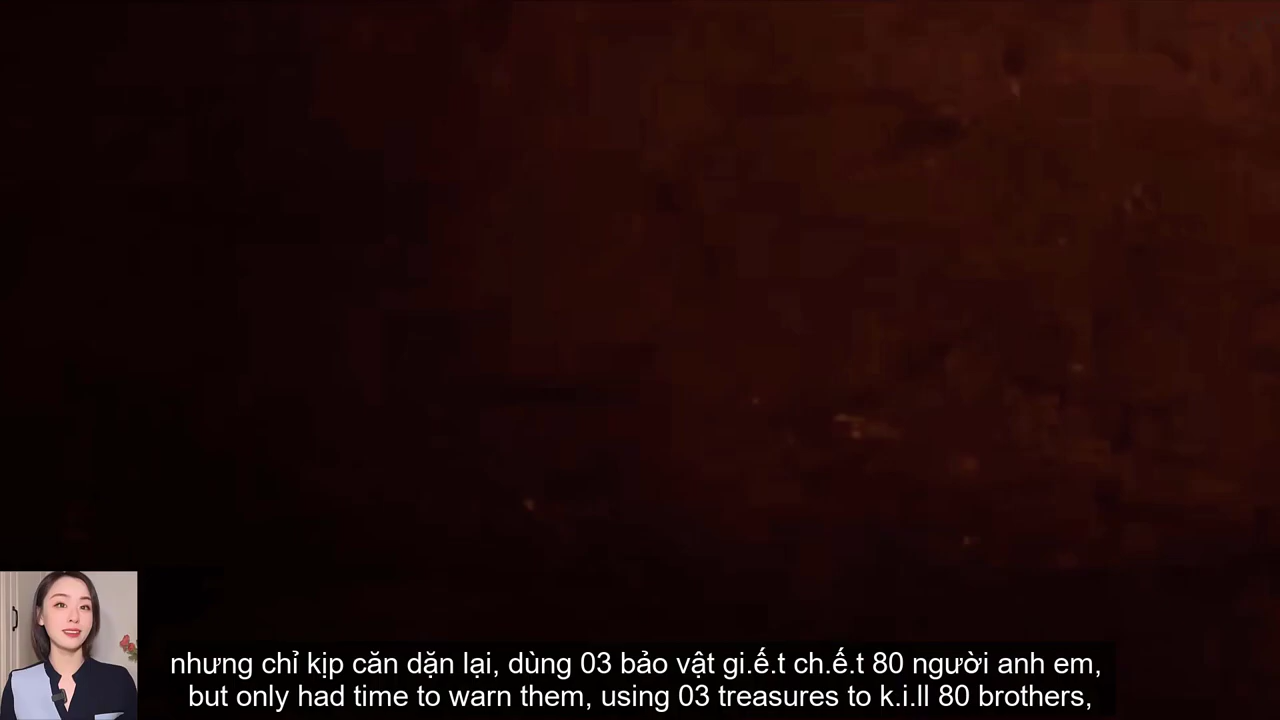 nhưng chỉ kịp căn dặn lại, dùng 03 bảo vật gi.ế.t ch.ế.t 80 người anh em,
but only had time to warn them, using 03 treasures to k.i.ll 80 brothers,